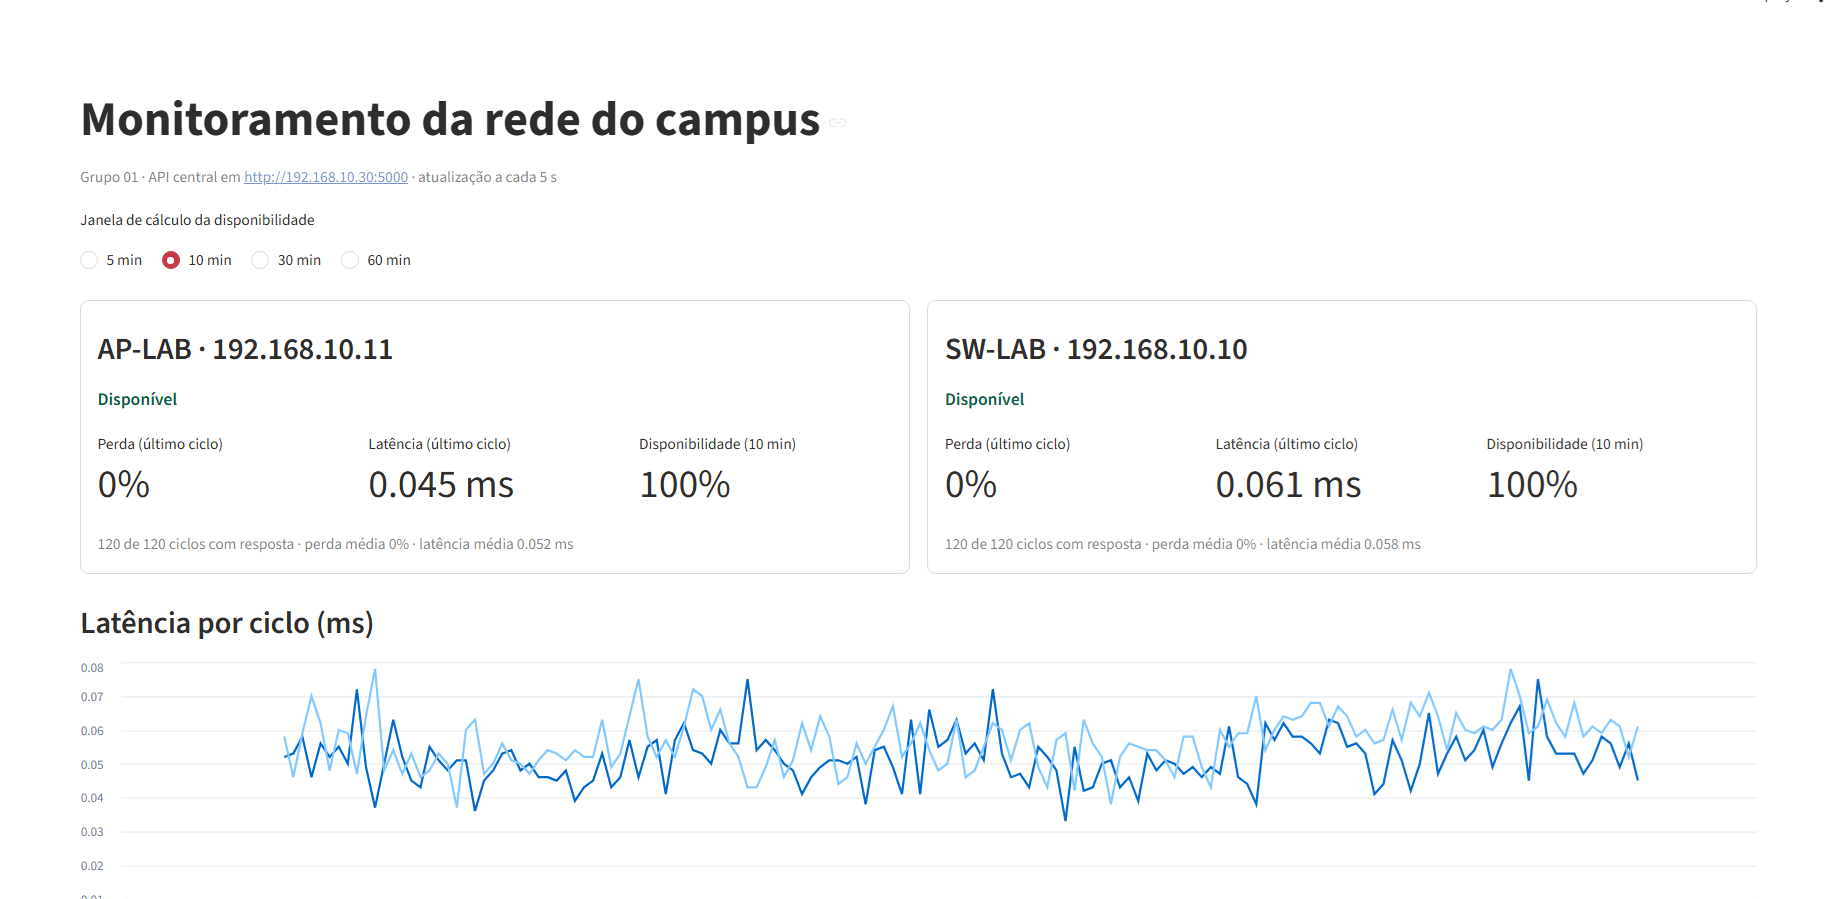 Monitoramento da rede do campus
Grupo 01 · API central em http://192.168.10.30:5000 · atualização a cada 5 s
Janela de cálculo da disponibilidade
5 min 10 min 30 min 60 min
AP-LAB · 192.168.10.11
Disponível
Perda (último ciclo) Latência (último ciclo) Disponibilidade (10 min)
0% 0.045 ms 100%
120 de 120 ciclos com resposta · perda média 0% · latência média 0.052 ms
SW-LAB · 192.168.10.10
Disponível
Perda (último ciclo) Latência (último ciclo) Disponibilidade (10 min)
0% 0.061 ms 100%
120 de 120 ciclos com resposta · perda média 0% · latência média 0.058 ms
Latência por ciclo (ms)
0.08
0.07
0.06
0.05
0.04
0.03
0.02